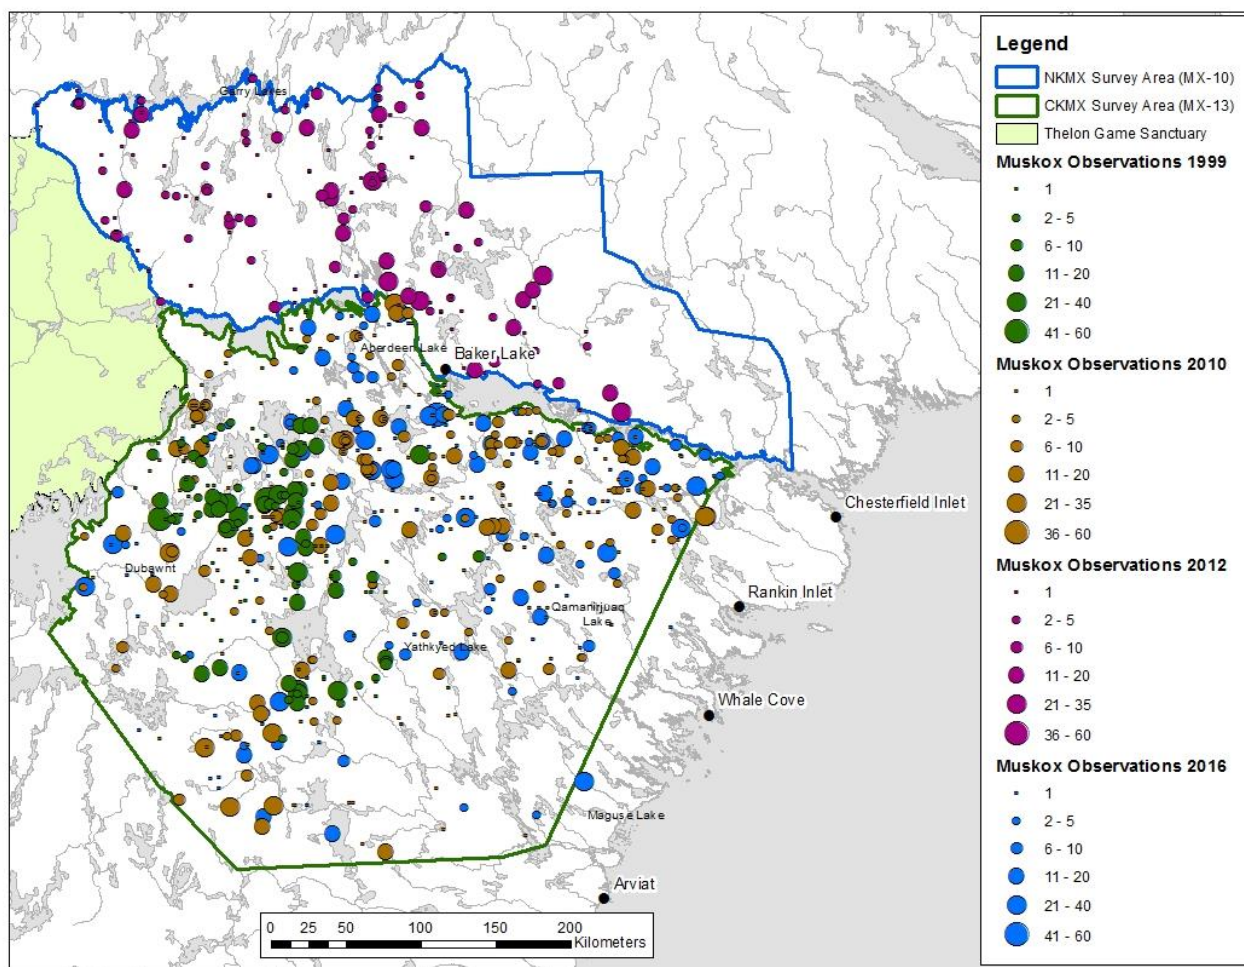 Legend
NKMX Survey Area (MX-10)
CKMX Survey Area (MX-13)
Thelon Game Sanctuary
Muskox Observations 1999
1
2 - 5
6 - 10
11 - 20
21 - 40
41 - 60
Muskox Observations 2010
1
2 - 5
6 - 10
11 - 20
21 - 35
36 - 60
Muskox Observations 2012
1
2 - 5
6 - 10
11 - 20
21 - 35
36 - 60
Muskox Observations 2016
1
2 - 5
6 - 10
11 - 20
21 - 40
41 - 60
Garry Lakes
Aberdeen Lake
Baker Lake
Chesterfield Inlet
Dubawnt
Rankin Inlet
Qamanirjuaq
Lake
Yathkyed Lake
Whale Cove
Maguse Lake
Arviat
0 25 50 100 150 200
Kilometers